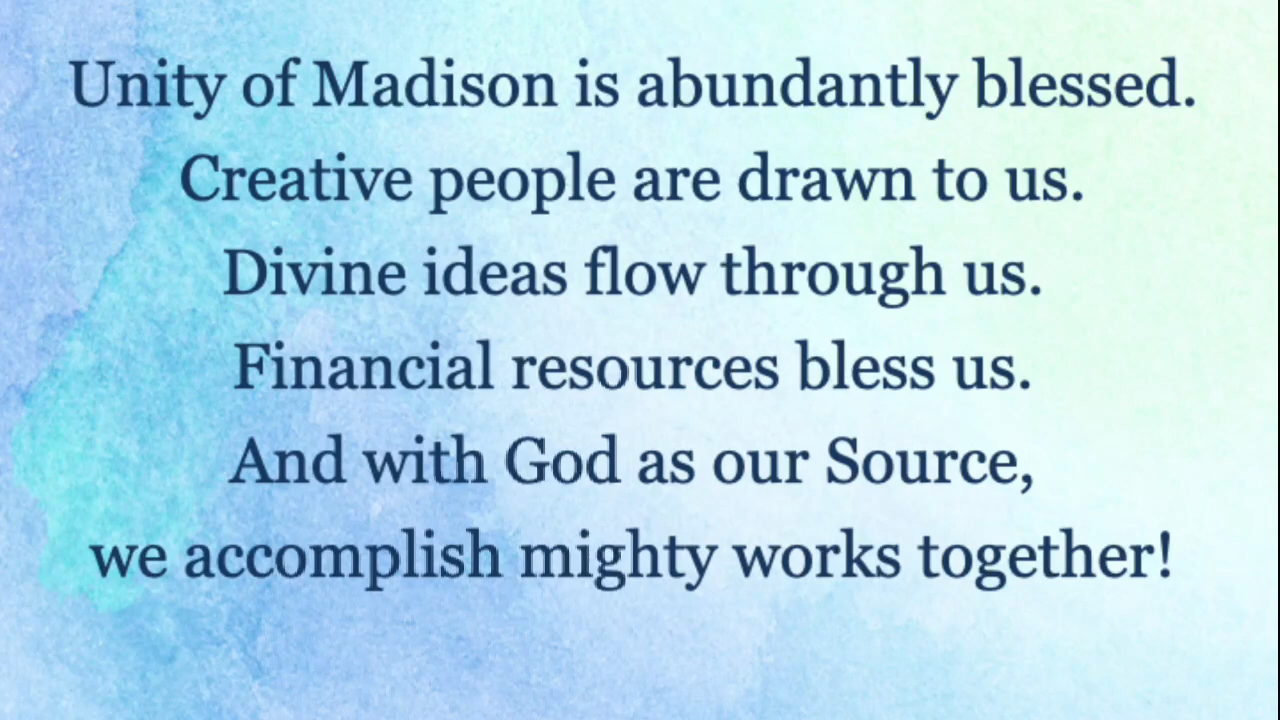 Unity of Madison is abundantly blessed.
Creative people are drawn to us.
Divine ideas flow through us.
Financial resources bless us.
And with God as our Source,
we accomplish mighty works together!